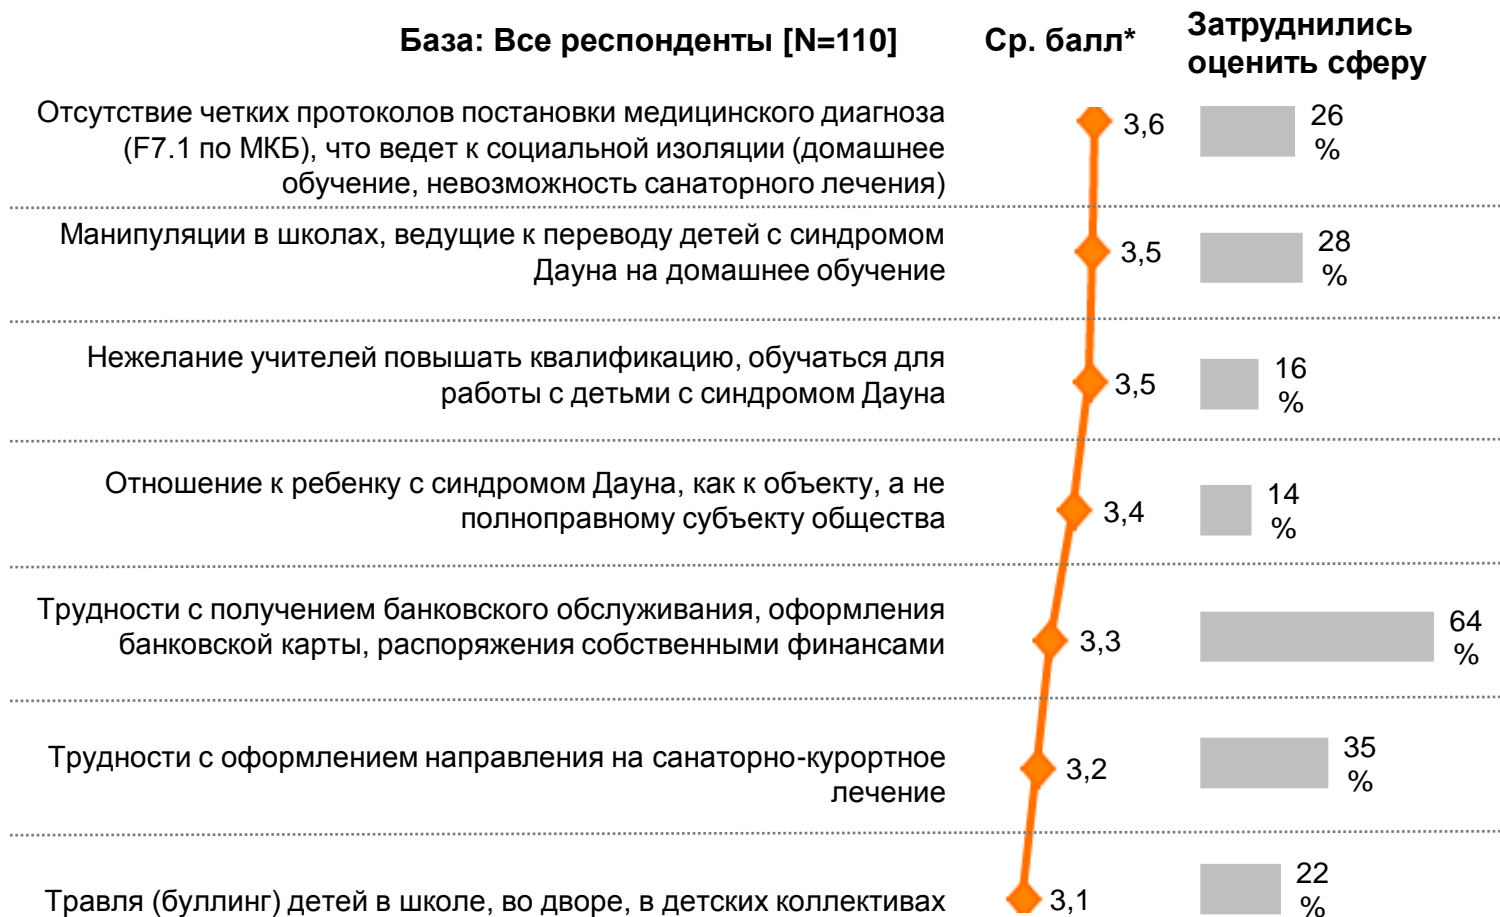 База: Все респонденты [N=110]
Ср. балл*
Затруднились
оценить сферу
Отсутствие четких протоколов постановки медицинского диагноза
(F7.1 по МКБ), что ведет к социальной изоляции (домашнее
обучение, невозможность санаторного лечения)
3,6
26
%
Манипуляции в школах, ведущие к переводу детей с синдромом
Дауна на домашнее обучение
3,5
28
%
Нежелание учителей повышать квалификацию, обучаться для
работы с детьми с синдромом Дауна
3,5
16
%
Отношение к ребенку с синдромом Дауна, как к объекту, а не
полноправному субъекту общества
3,4
14
%
Трудности с получением банковского обслуживания, оформления
банковской карты, распоряжения собственными финансами
3,3
64
%
Трудности с оформлением направления на санаторно-курортное
лечение
3,2
35
%
Травля (буллинг) детей в школе, во дворе, в детских коллективах
3,1
22
%